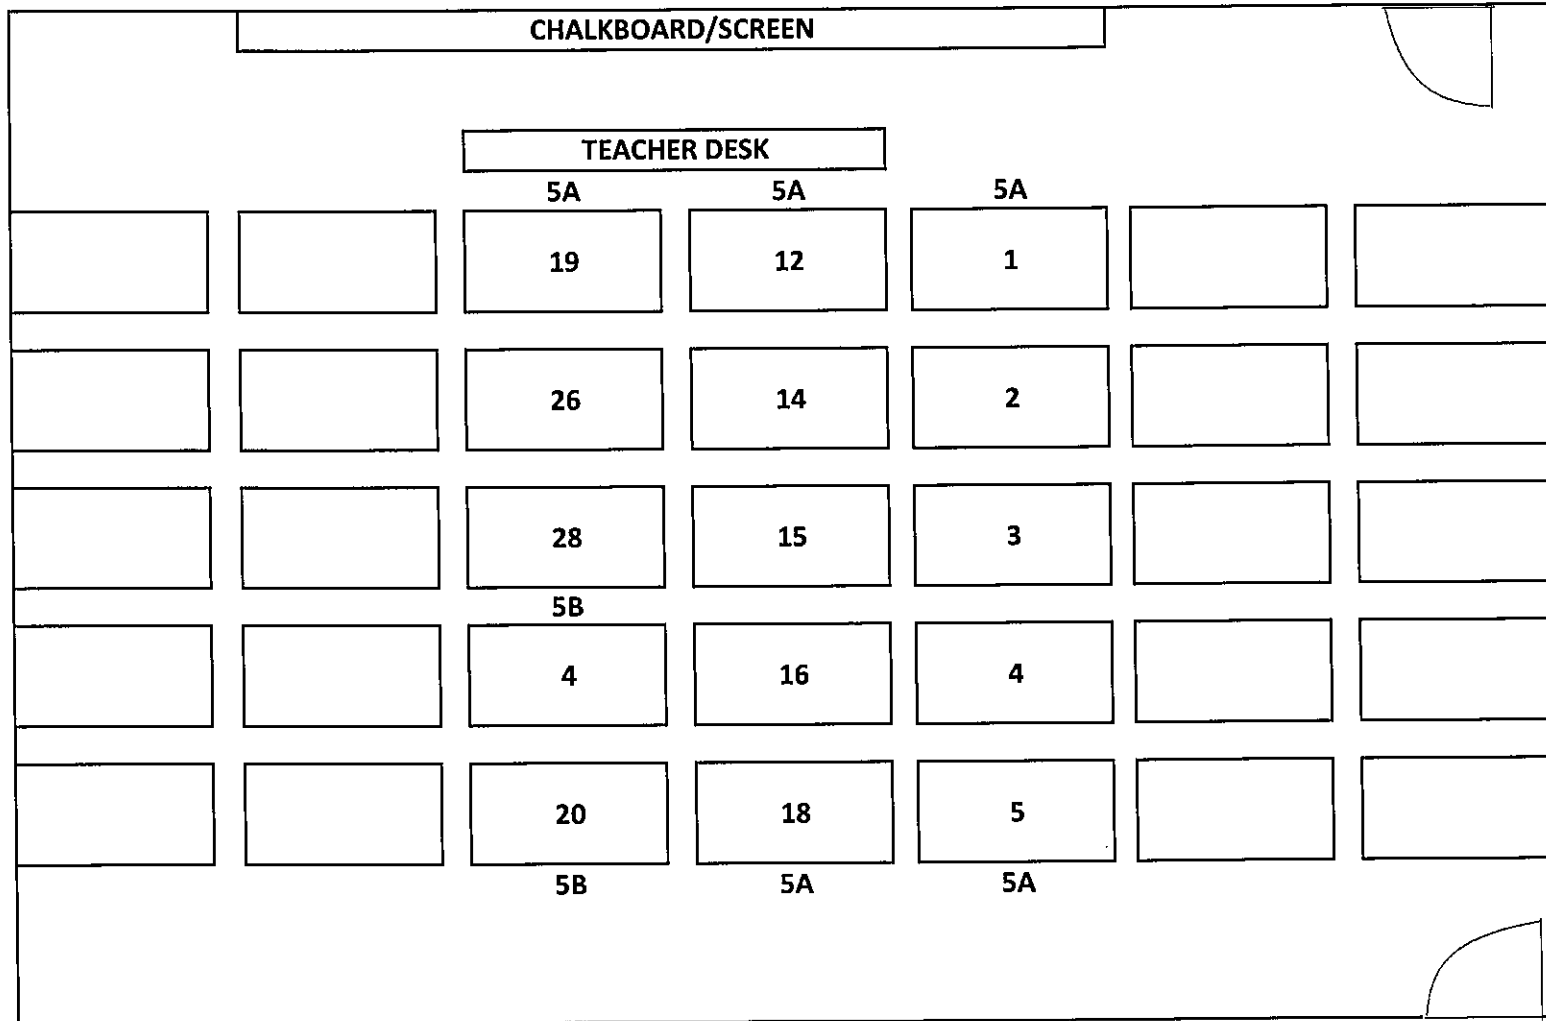 CHALKBOARD/SCREEN
TEACHER DESK
5A 5A 5A
19 12 1
26 14 2
28 15 3
5B
4 16 4
20 18 5
5B 5A 5A